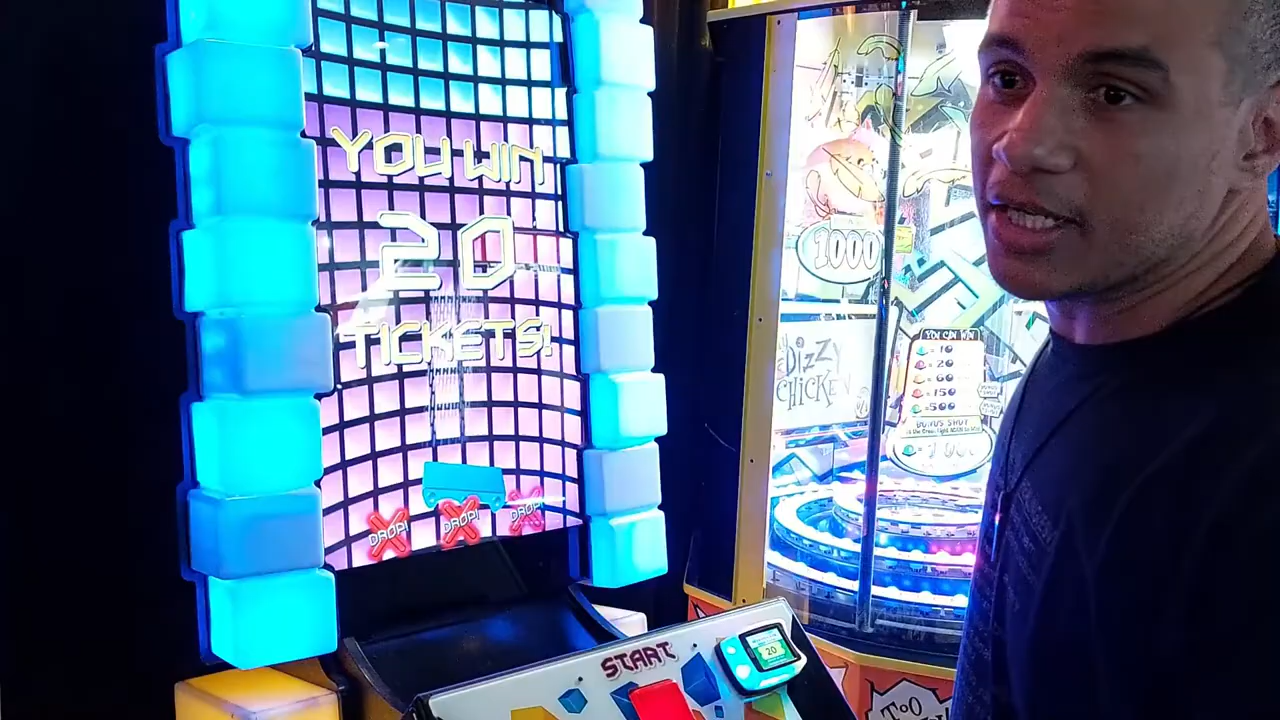 YOU WIN
20
TICKETS!
DROP!
DROP!
DROP!
START
20
1000
DIZZY
CHICKEN
YOU CAN WIN
= 10
= 20
= 60
= 150
= 500
BONUS SHOT
TOO